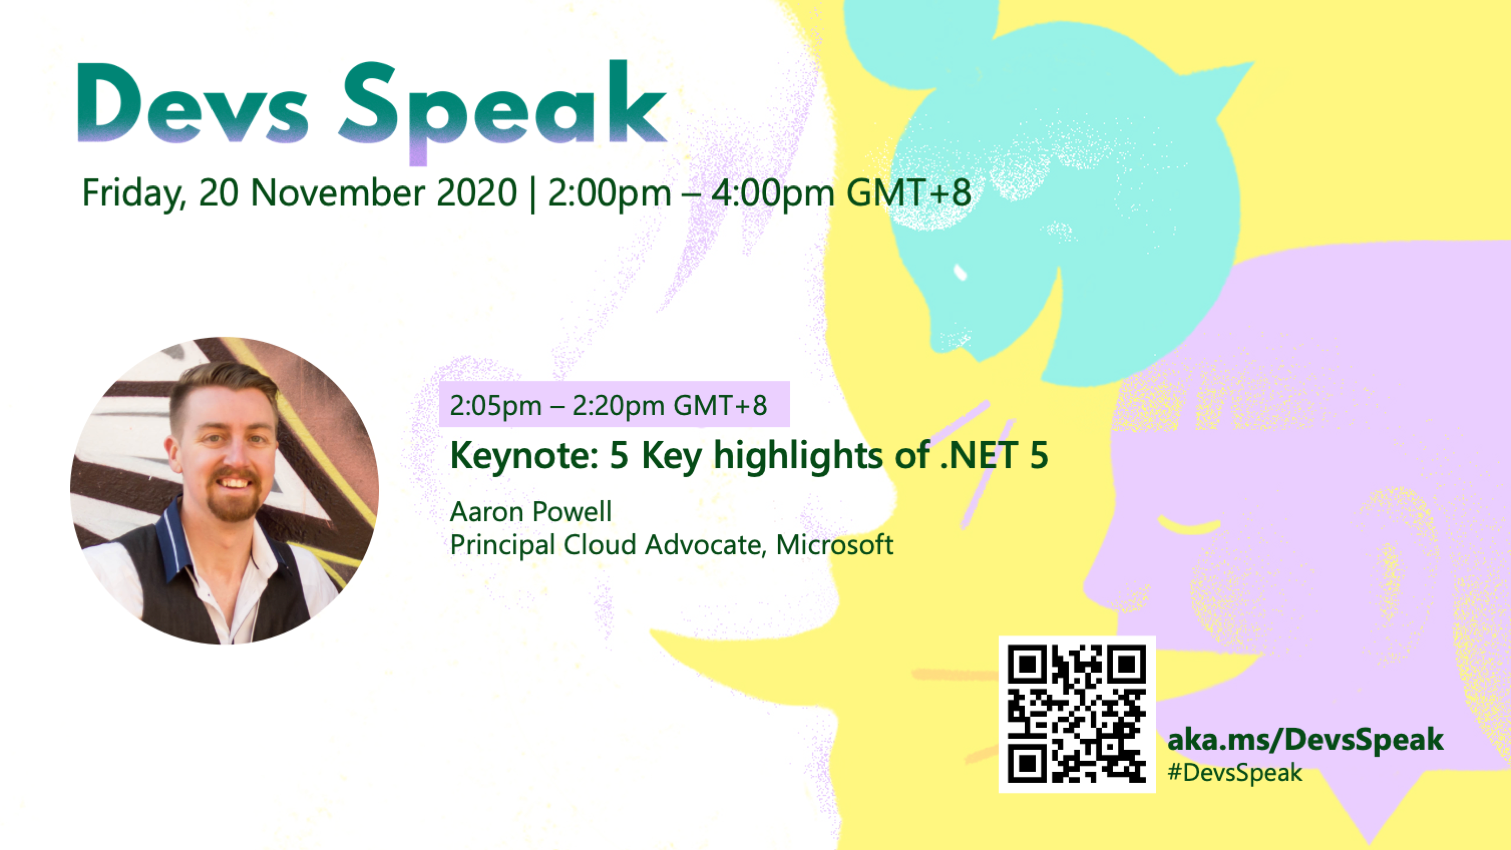 Devs Speak
Friday, 20 November 2020 | 2:00pm – 4:00pm GMT+8
2:05pm – 2:20pm GMT+8
Keynote: 5 Key highlights of .NET 5
Aaron Powell
Principal Cloud Advocate, Microsoft
aka.ms/DevsSpeak
#DevsSpeak